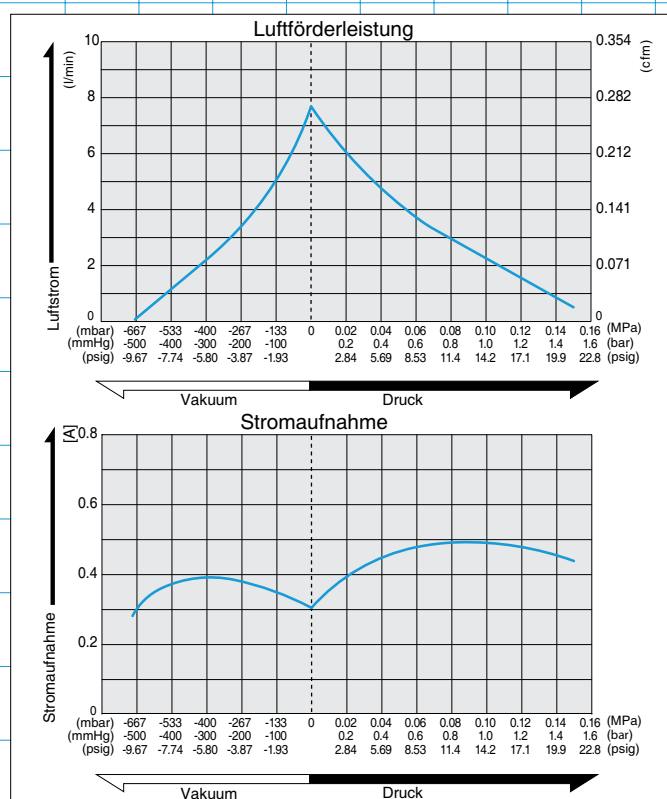 Luftförderleistung
(l/min)
(cfm)
10
8
6
4
2
0
0.354
0.282
0.212
0.141
0.071
0
Luftstrom
(mbar) -667 -533 -400 -267 -133 0 0.02 0.04 0.06 0.08 0.10 0.12 0.14 0.16 (MPa)
(mmHg) -500 -400 -300 -200 -100 0.2 0.4 0.6 0.8 1.0 1.2 1.4 1.6 (bar)
(psig) -9.67 -7.74 -5.80 -3.87 -1.93 2.84 5.69 8.53 11.4 14.2 17.1 19.9 22.8 (psig)
Vakuum Druck
Stromaufnahme
[A]
0.8
0.6
0.4
0.2
0
Stromaufnahme
(mbar) -667 -533 -400 -267 -133 0 0.02 0.04 0.06 0.08 0.10 0.12 0.14 0.16 (MPa)
(mmHg) -500 -400 -300 -200 -100 0.2 0.4 0.6 0.8 1.0 1.2 1.4 1.6 (bar)
(psig) -9.67 -7.74 -5.80 -3.87 -1.93 2.84 5.69 8.53 11.4 14.2 17.1 19.9 22.8 (psig)
Vakuum Druck